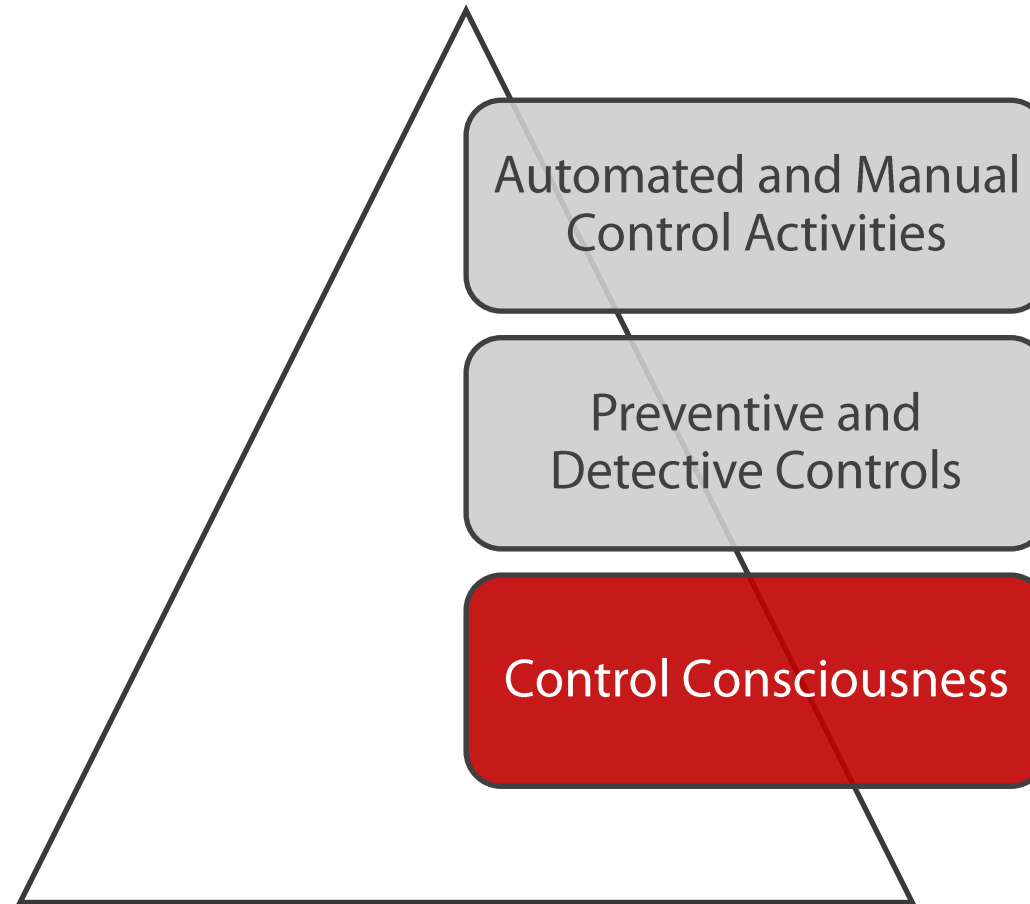 Automated and Manual
Control Activities
Preventive and
Detective Controls
Control Consciousness